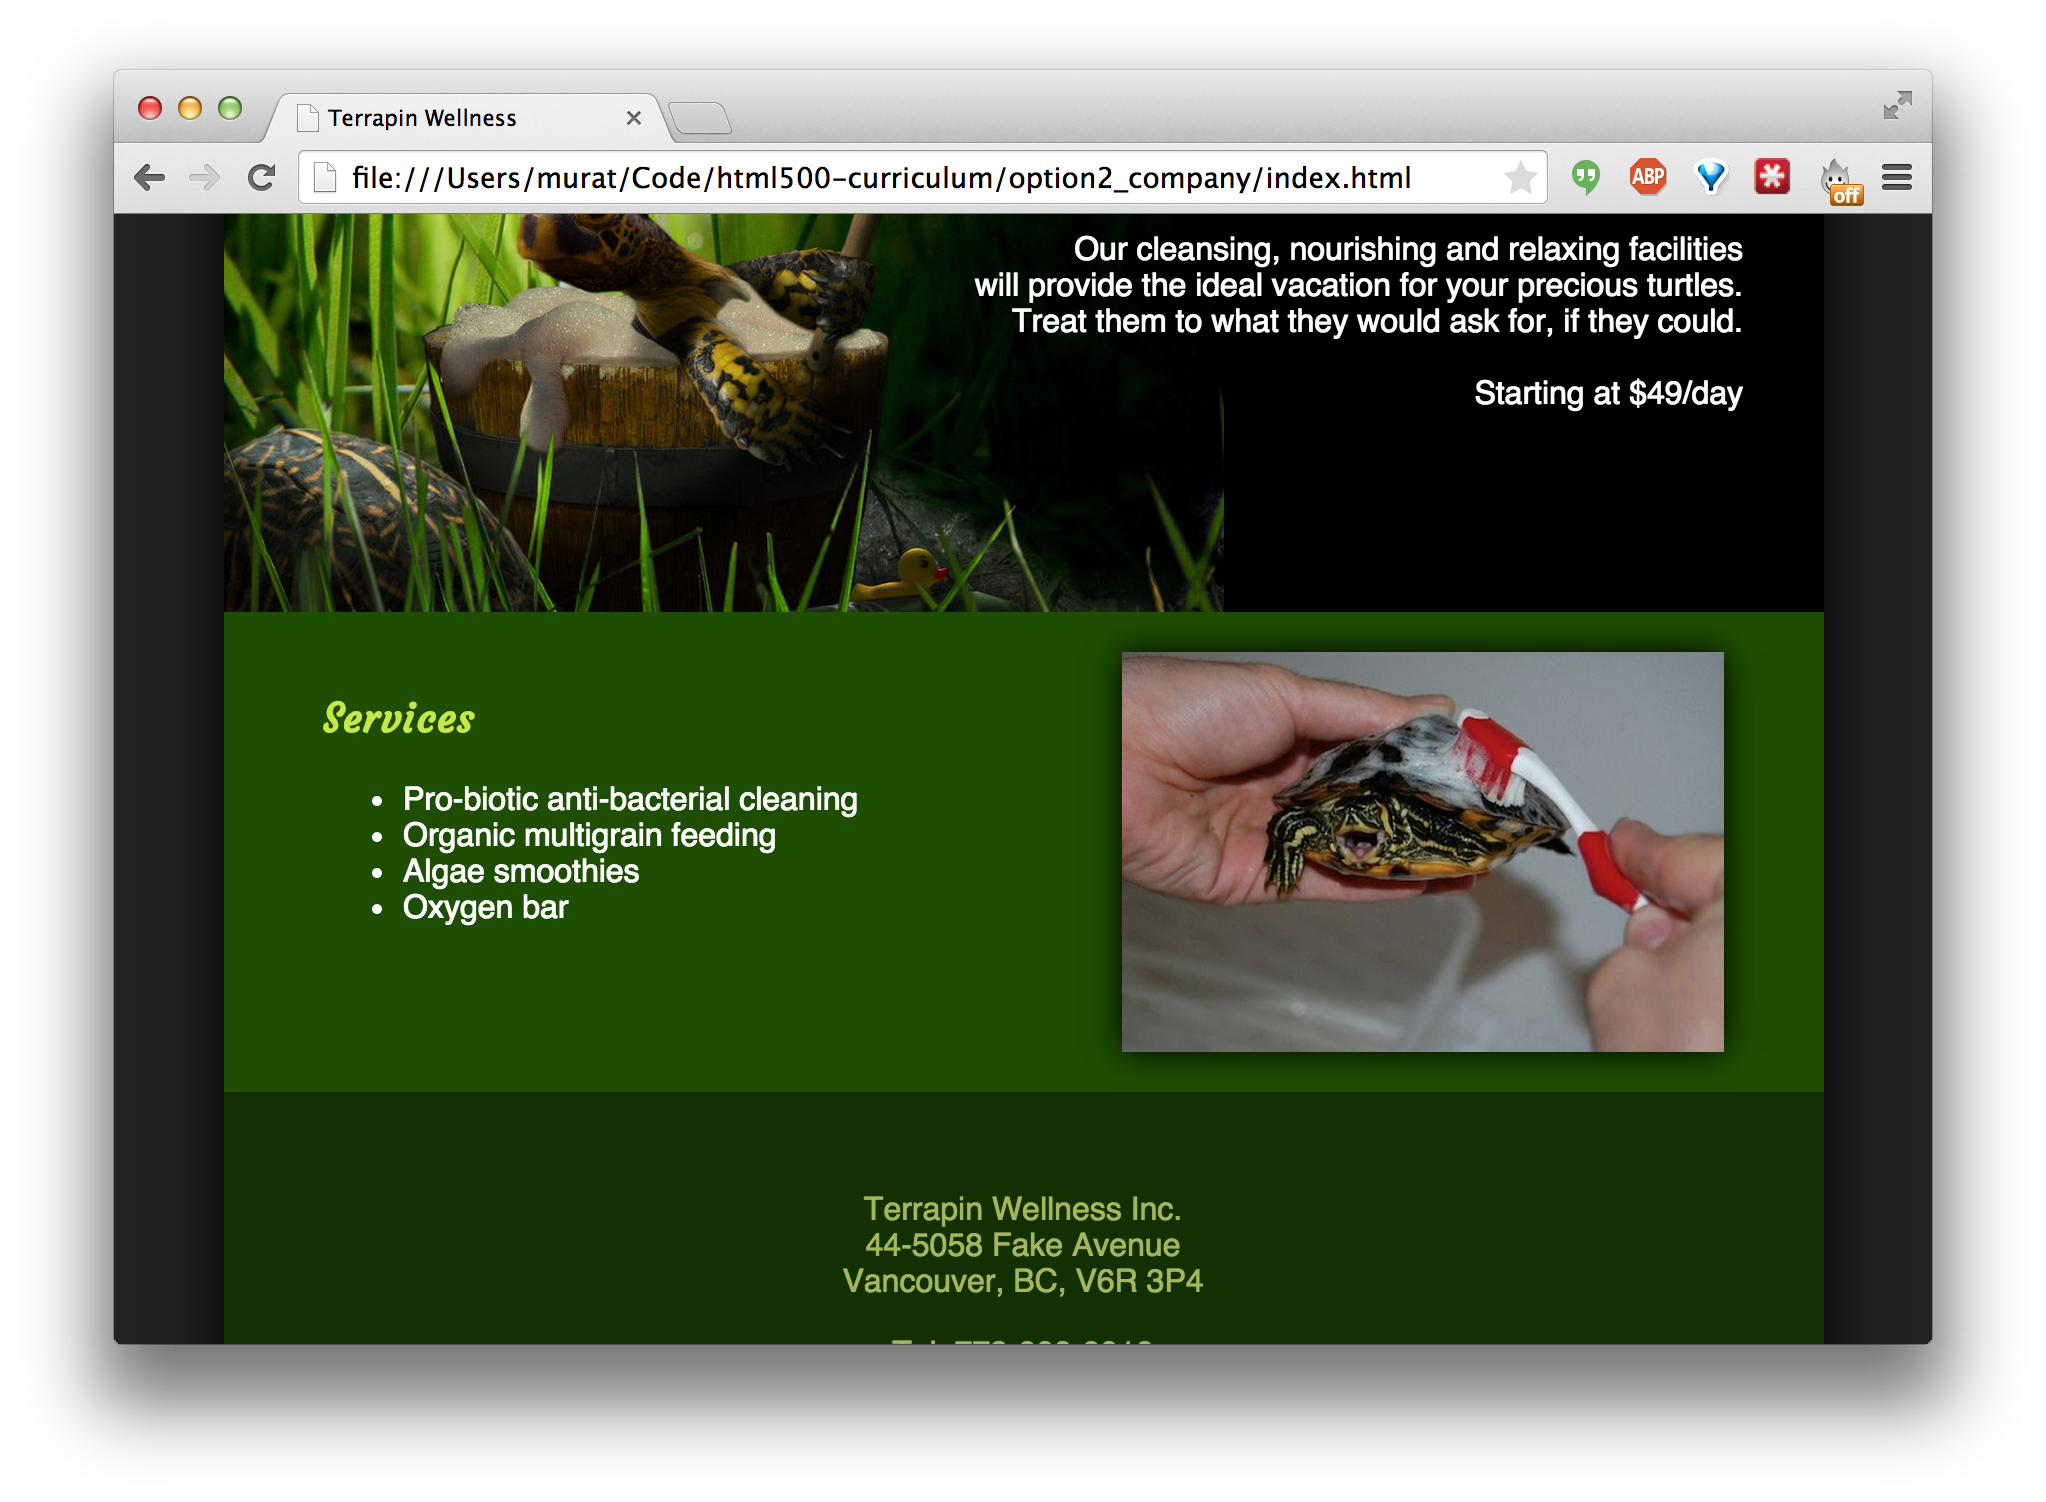 Terrapin Wellness
file:///Users/murat/Code/html500-curriculum/option2_company/index.html
ABP
off
Our cleansing, nourishing and relaxing facilities
will provide the ideal vacation for your precious turtles.
Treat them to what they would ask for, if they could.
Starting at $49/day
Services
• Pro-biotic anti-bacterial cleaning
• Organic multigrain feeding
• Algae smoothies
• Oxygen bar
Terrapin Wellness Inc.
44-5058 Fake Avenue
Vancouver, BC, V6R 3P4